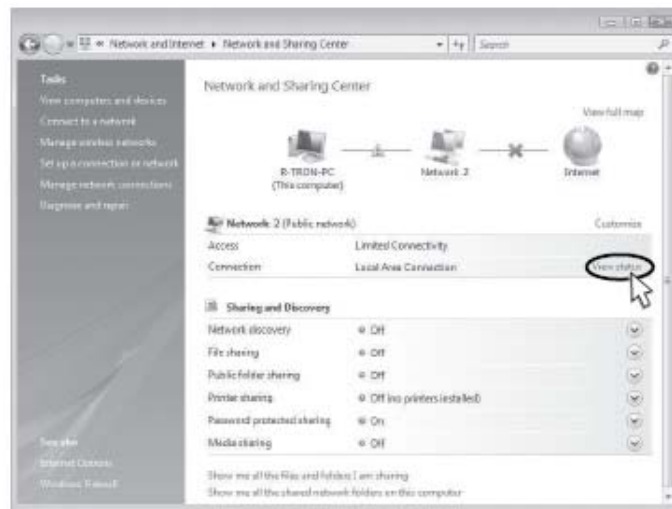 Network and Internet ▸ Network and Sharing Center
Search
Tasks
View computers and devices
Connect to a network
Manage wireless networks
Set up a connection or network
Manage network connections
Diagnose and repair
See also
Internet Options
Windows Firewall
Network and Sharing Center
View full map
R-TRON-PC
(This computer)
Network 2
Internet
Network 2 (Public network)
Customize
Access Limited Connectivity
Connection Local Area Connection View status
Sharing and Discovery
Network discovery Off
File sharing Off
Public folder sharing Off
Printer sharing Off (no printers installed)
Password protected sharing On
Media sharing Off
Show me all the files and folders I am sharing
Show me all the shared network folders on this computer